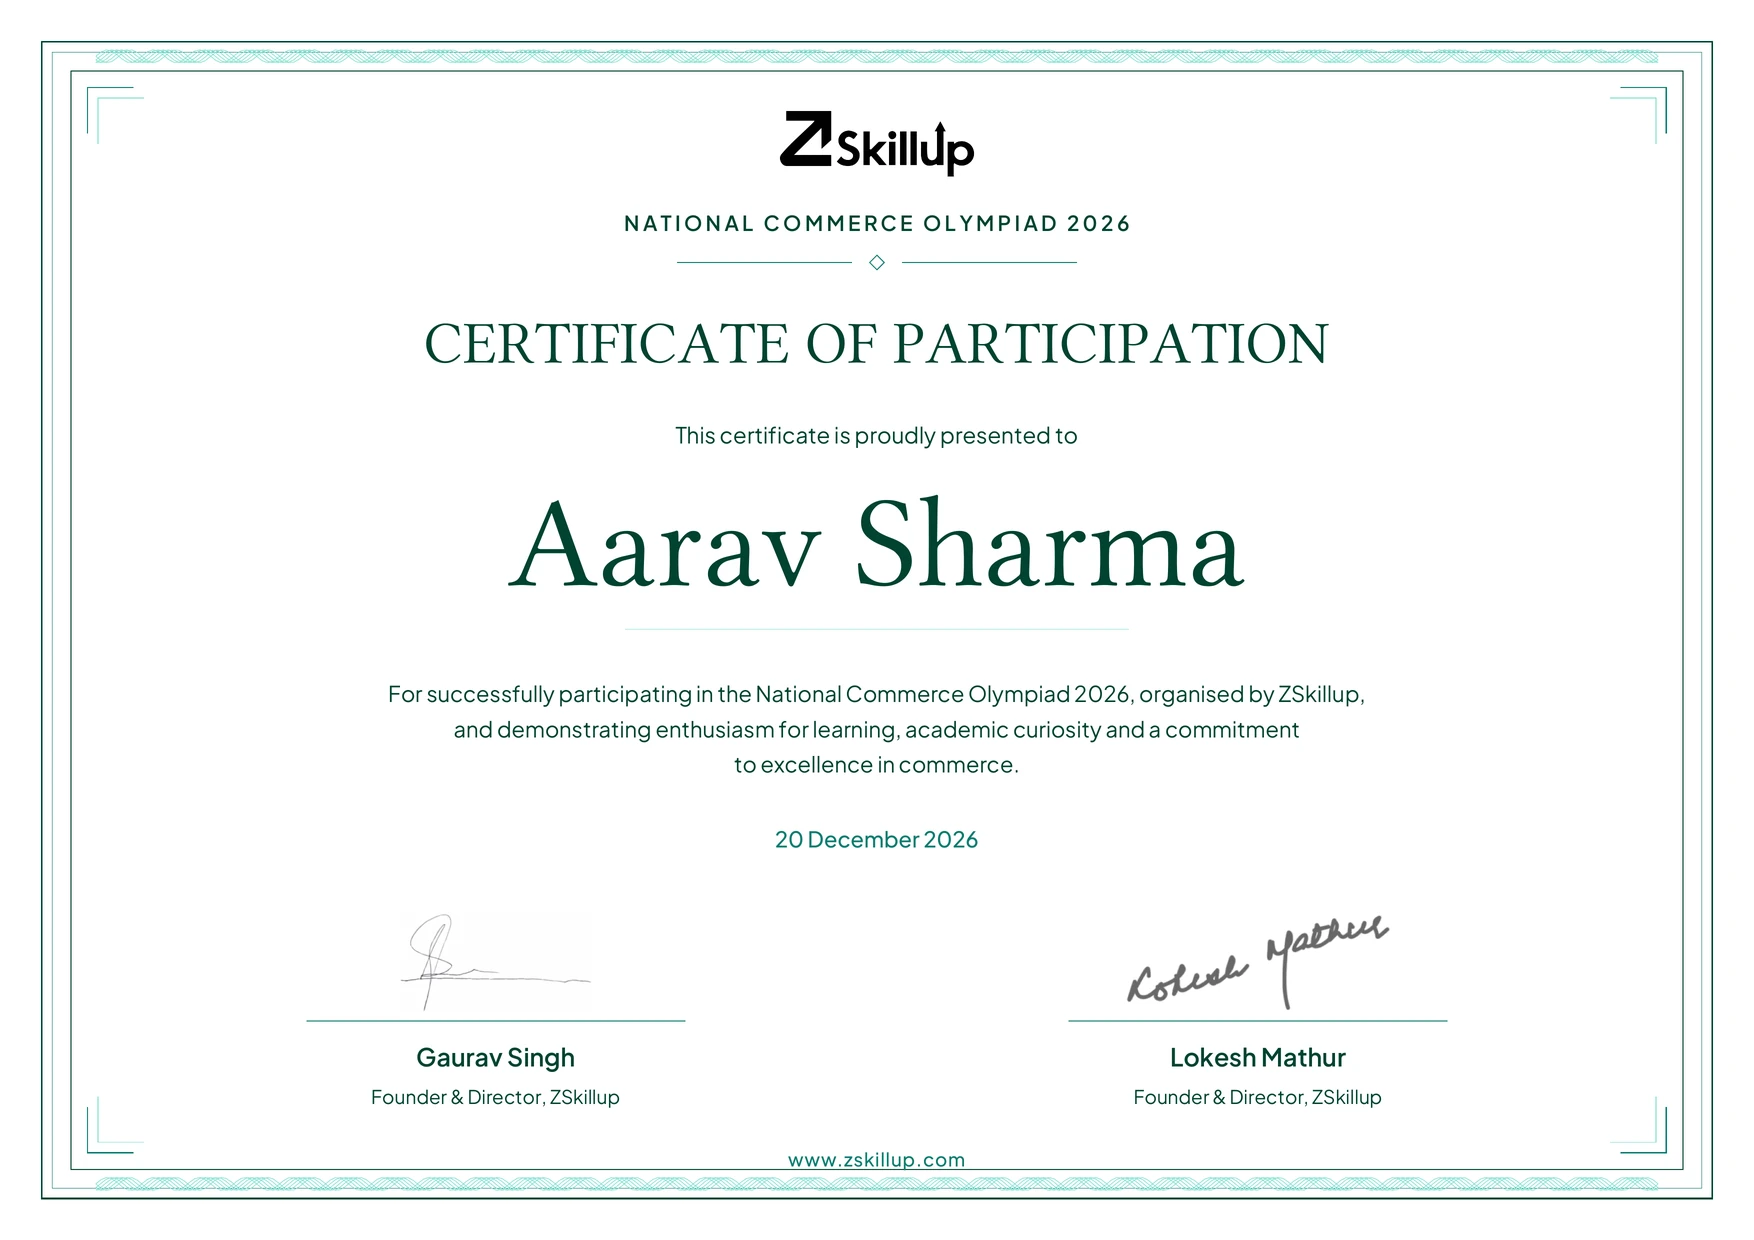 ZSkillup
NATIONAL COMMERCE OLYMPIAD 2026
CERTIFICATE OF PARTICIPATION
This certificate is proudly presented to
Aarav Sharma
For successfully participating in the National Commerce Olympiad 2026, organised by ZSkillup,
and demonstrating enthusiasm for learning, academic curiosity and a commitment
to excellence in commerce.
20 December 2026
Lokesh Mathur
Gaurav Singh
Lokesh Mathur
Founder & Director, ZSkillup
Founder & Director, ZSkillup
www.zskillup.com